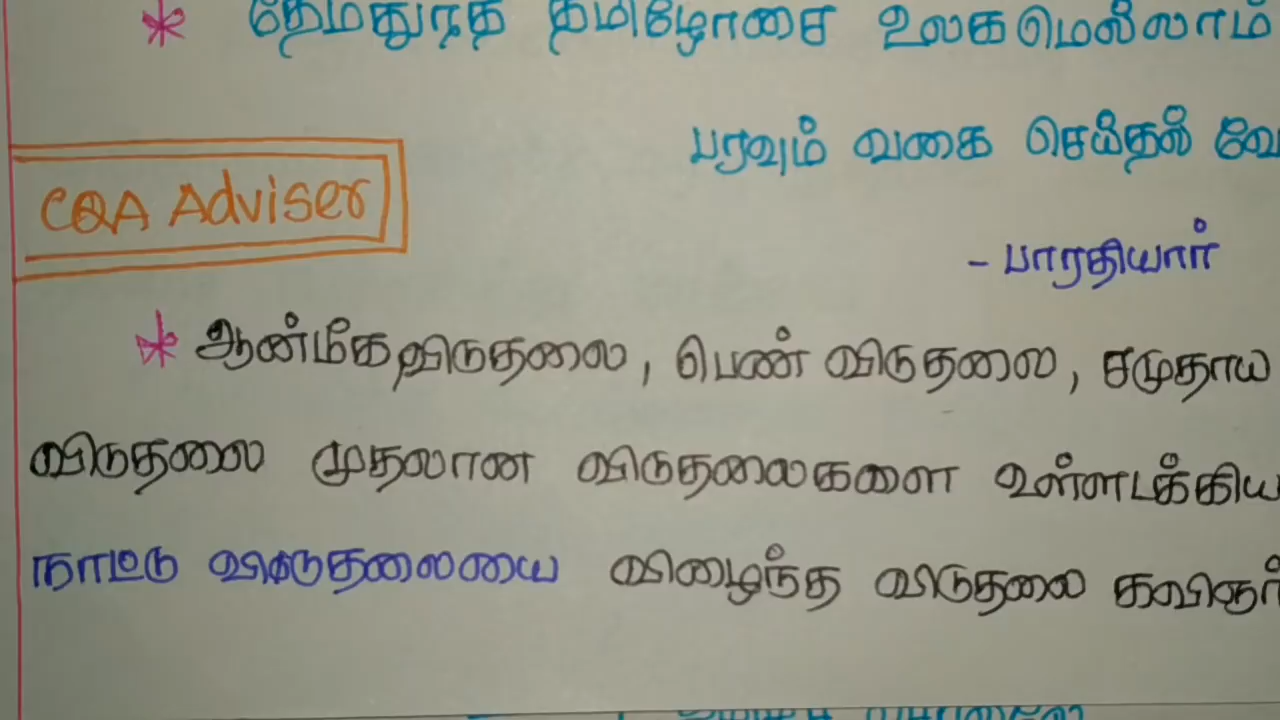 * தேமதுரத தமிழோசை உலகமெல்லாம்
பரவும் வகை செய்தல் வே
CQA Adviser
- பாரதியார்
* ஆன்மீகவிடுதலை, பெண் விடுதலை, சமுதாய
விடுதலை முதலான விடுதலைகளை உள்ளடக்கிய
நாட்டு விடுதலையை விழைந்த விடுதலை கவிஞர்